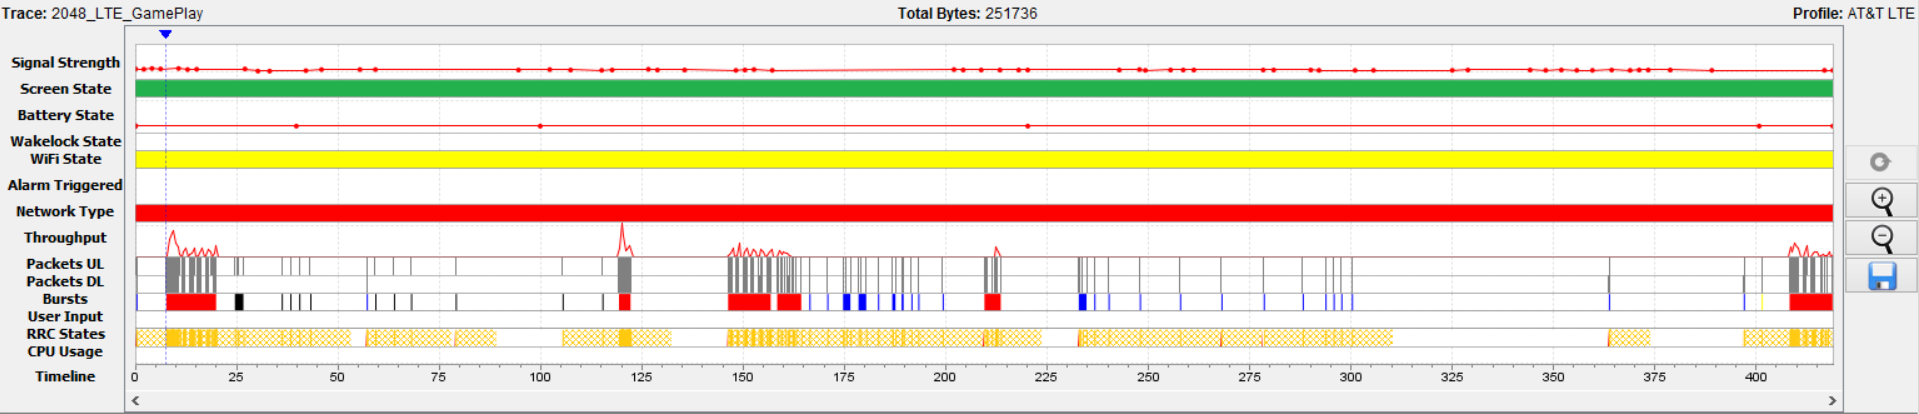 Trace: 2048_LTE_GamePlay Total Bytes: 251736 Profile: AT&T LTE
Signal Strength
Screen State
Battery State
Wakelock State
WiFi State
Alarm Triggered
Network Type
Throughput
Packets UL
Packets DL
Bursts
User Input
RRC States
CPU Usage
Timeline 0 25 50 75 100 125 150 175 200 225 250 275 300 325 350 375 400